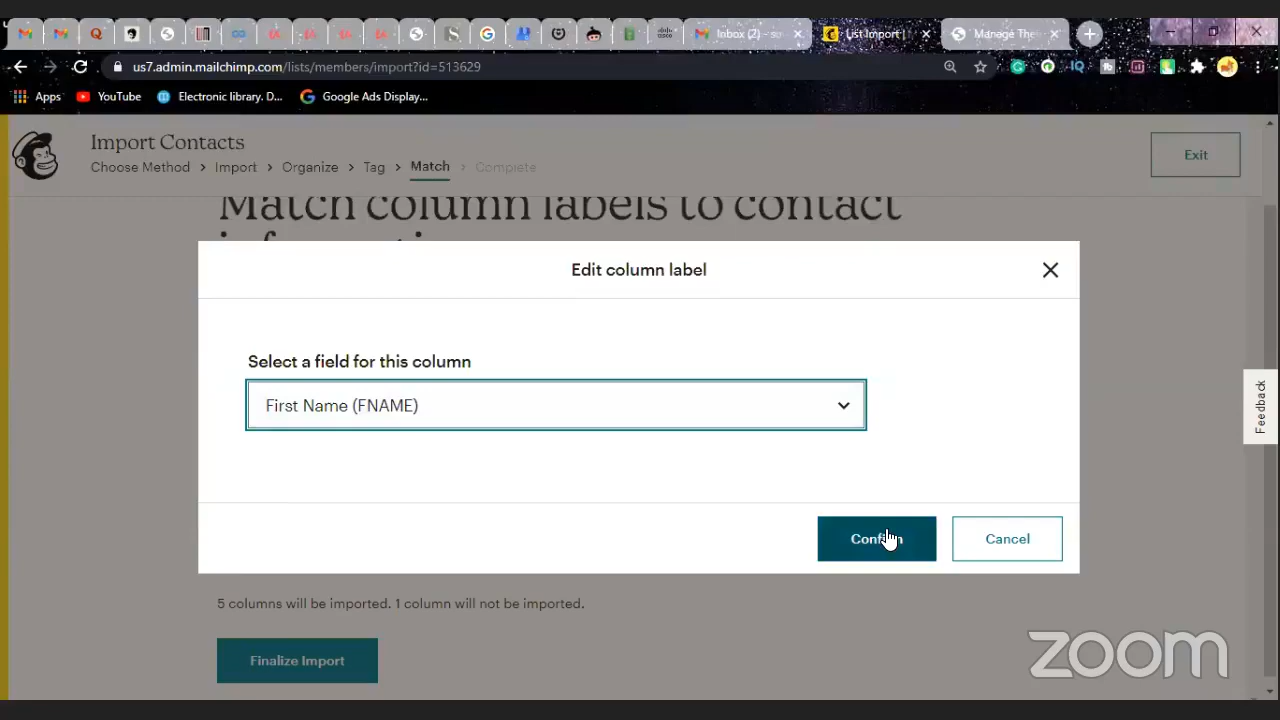 Inbox (2) - su
List Import |
Manage The
us7.admin.mailchimp.com/lists/members/import?id=513629
Apps
YouTube
Electronic library. D...
Google Ads Display...
Import Contacts
Choose Method > Import > Organize > Tag > Match > Complete
Exit
Match column labels to contact
Edit column label
Select a field for this column
First Name (FNAME)
Feedback
Confirm
Cancel
5 columns will be imported. 1 column will not be imported.
Finalize Import
zoom